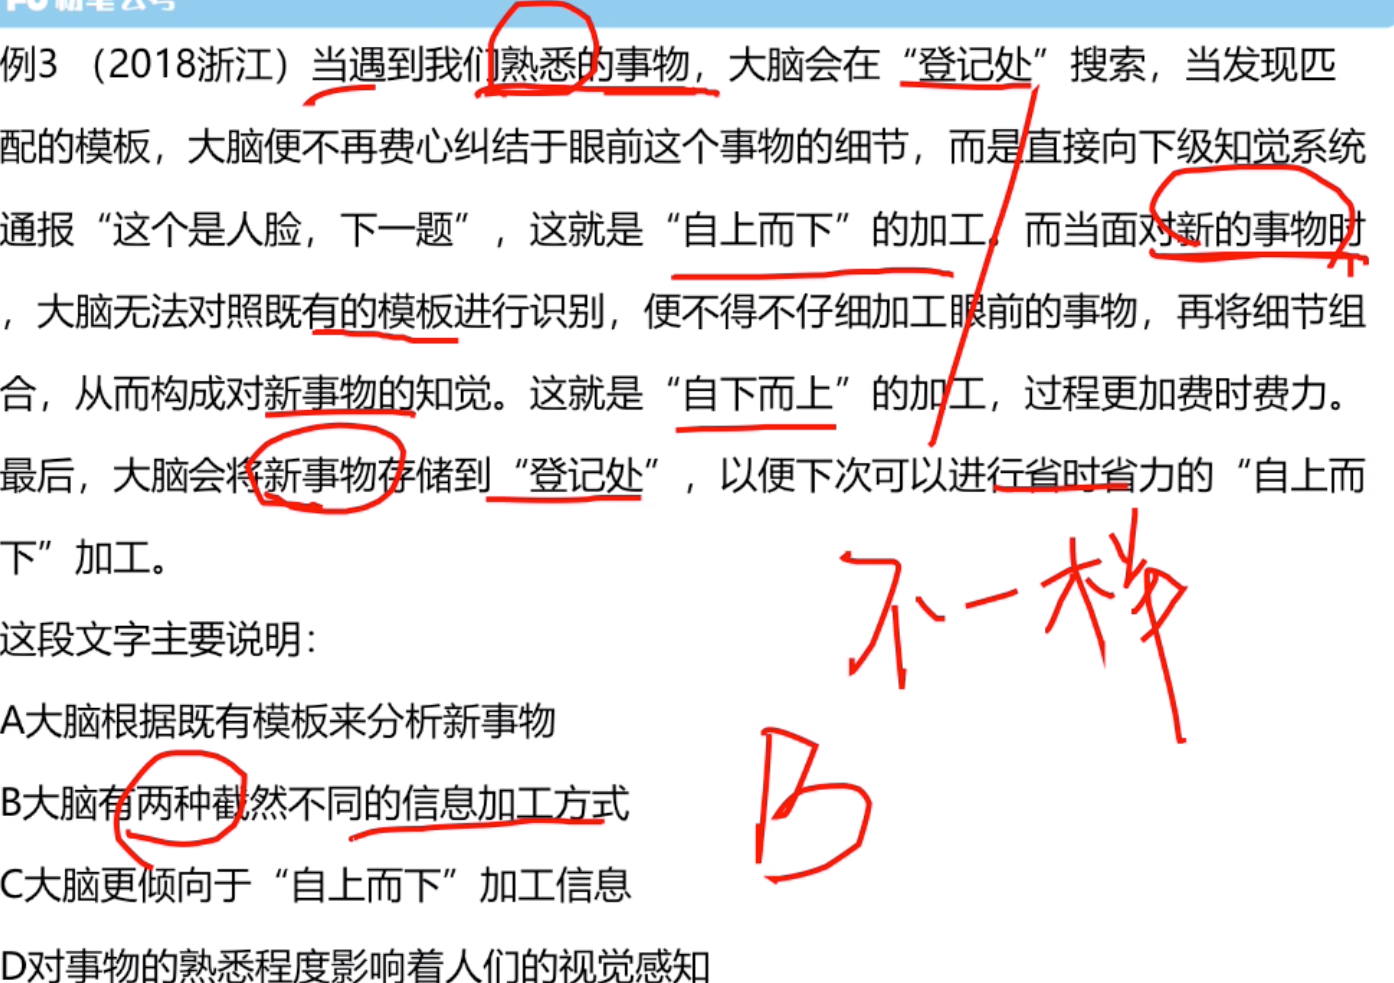 例3 （2018浙江）当遇到我们熟悉的事物，大脑会在“登记处”搜索，当发现匹
配的模板，大脑便不再费心纠结于眼前这个事物的细节，而是直接向下级知觉系统
通报“这个是人脸，下一题”，这就是“自上而下”的加工。而当面对新的事物时
，大脑无法对照既有的模板进行识别，便不得不仔细加工眼前的事物，再将细节组
合，从而构成对新事物的知觉。这就是“自下而上”的加工，过程更加费时费力。
最后，大脑会将新事物存储到“登记处”，以便下次可以进行省时省力的“自上而
下”加工。
不一样
这段文字主要说明：
A大脑根据既有模板来分析新事物
B大脑有两种截然不同的信息加工方式
B
C大脑更倾向于“自上而下”加工信息
D对事物的熟悉程度影响着人们的视觉感知